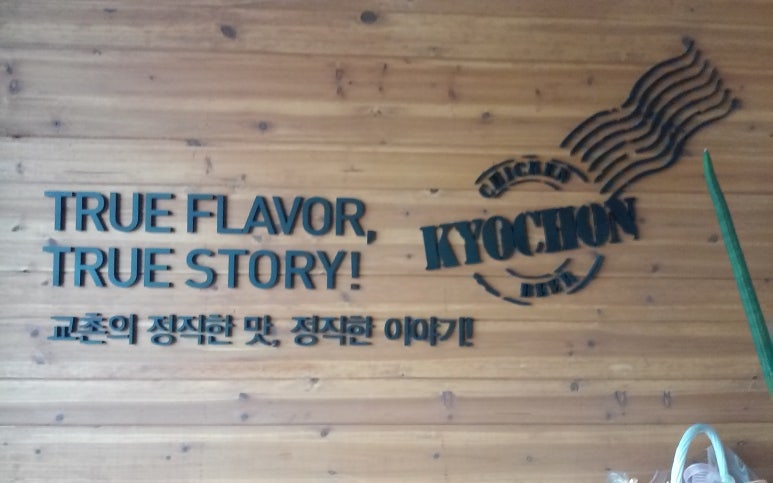 TRUE FLAVOR,
TRUE STORY!
교촌의 정직한 맛, 정직한 이야기!
CHICKEN
KYOCHON
BEER